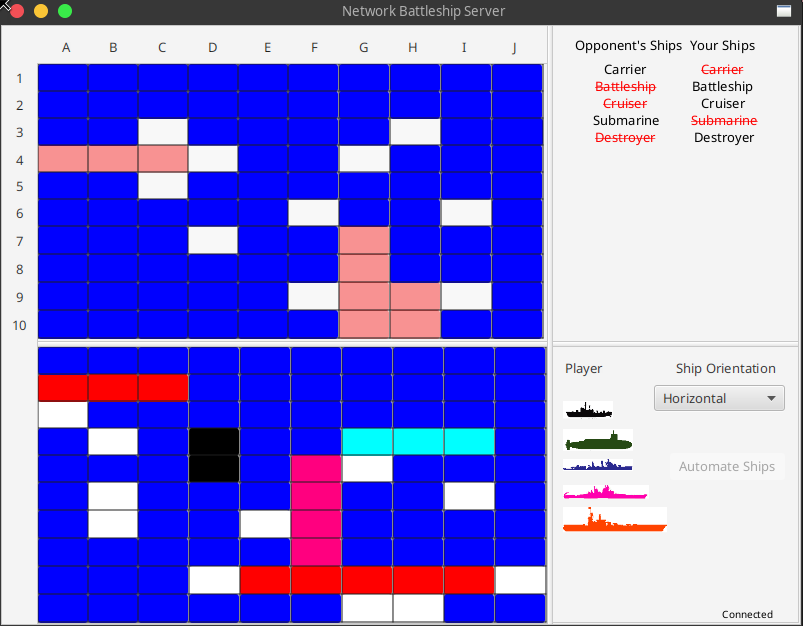 Network Battleship Server
A B C D E F G H I J
1
2
3
4
5
6
7
8
9
10
Opponent's Ships Your Ships
Carrier Carrier
Battleship Battleship
Cruiser Cruiser
Submarine Submarine
Destroyer Destroyer
Player Ship Orientation
Horizontal
Automate Ships
Connected